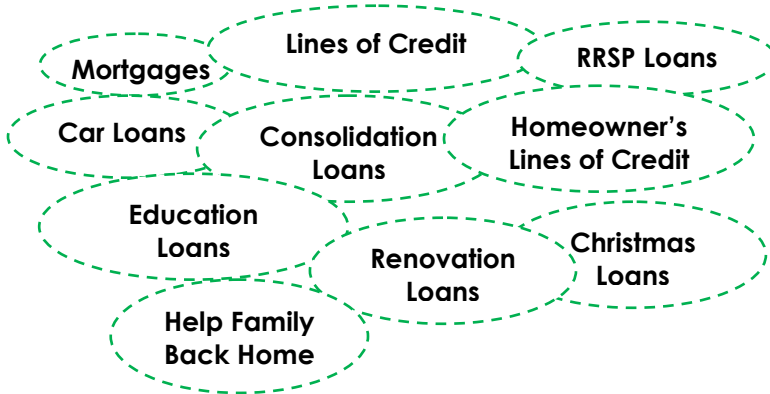 Lines of Credit
Mortgages
RRSP Loans
Car Loans
Consolidation
Loans
Homeowner’s
Lines of Credit
Education
Loans
Renovation
Loans
Christmas
Loans
Help Family
Back Home